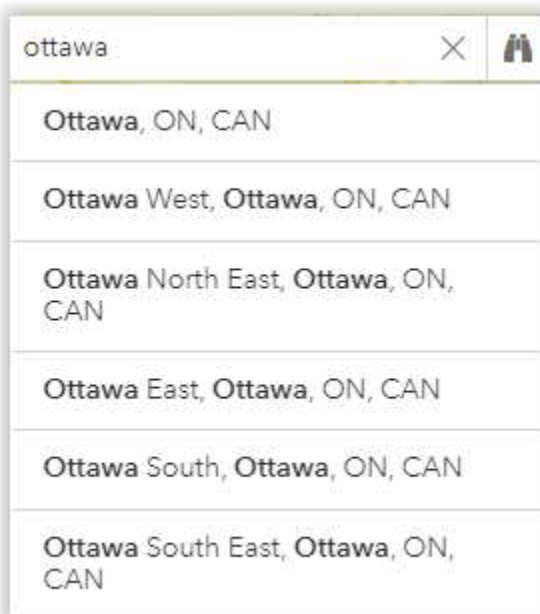 ottawa
Ottawa, ON, CAN
Ottawa West, Ottawa, ON, CAN
Ottawa North East, Ottawa, ON,
CAN
Ottawa East, Ottawa, ON, CAN
Ottawa South, Ottawa, ON, CAN
Ottawa South East, Ottawa, ON,
CAN